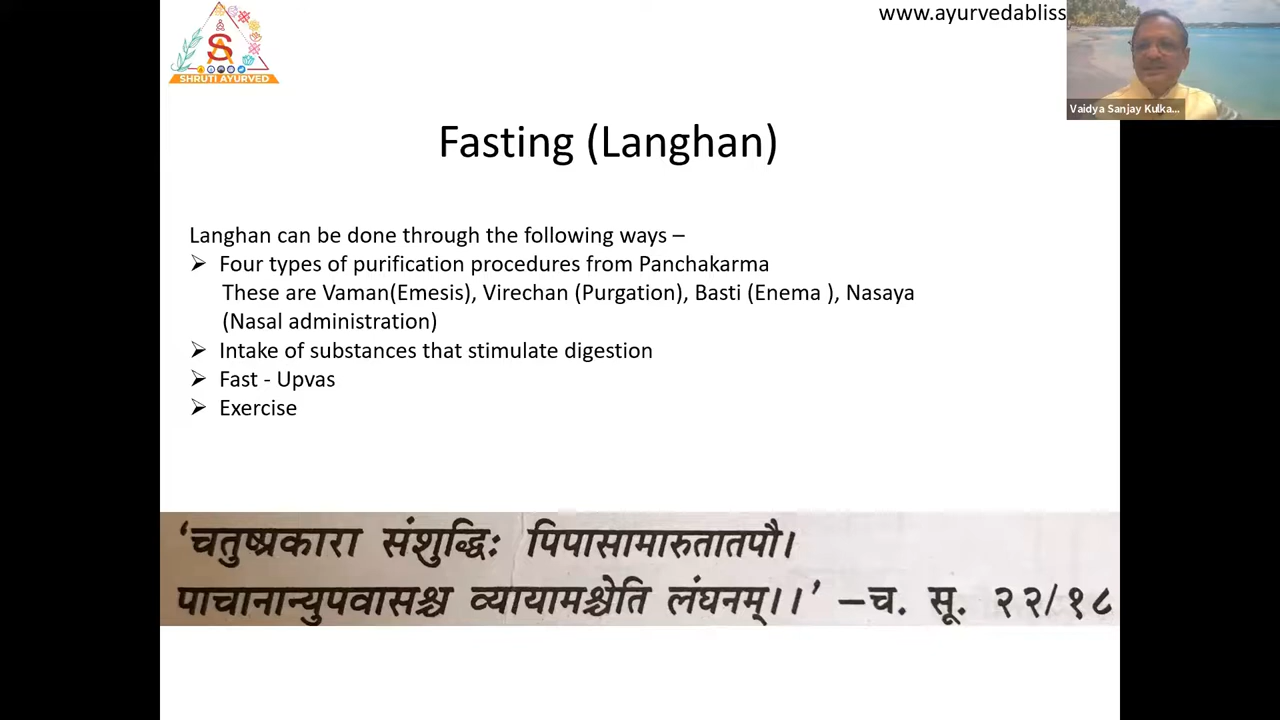 www.ayurvedabliss
SHRUTI AYURVED
Vaidya Sanjay Kulka...
Fasting (Langhan)
Langhan can be done through the following ways –
➢ Four types of purification procedures from Panchakarma
These are Vaman(Emesis), Virechan (Purgation), Basti (Enema ), Nasaya
(Nasal administration)
➢ Intake of substances that stimulate digestion
➢ Fast - Upvas
➢ Exercise
‘चतुष्प्रकारा संशुद्धिः पिपासामारुतातपौ।
पाचानान्युपवासश्च व्यायामश्चेति लंघनम्।।’ –च. सू. २२/१८